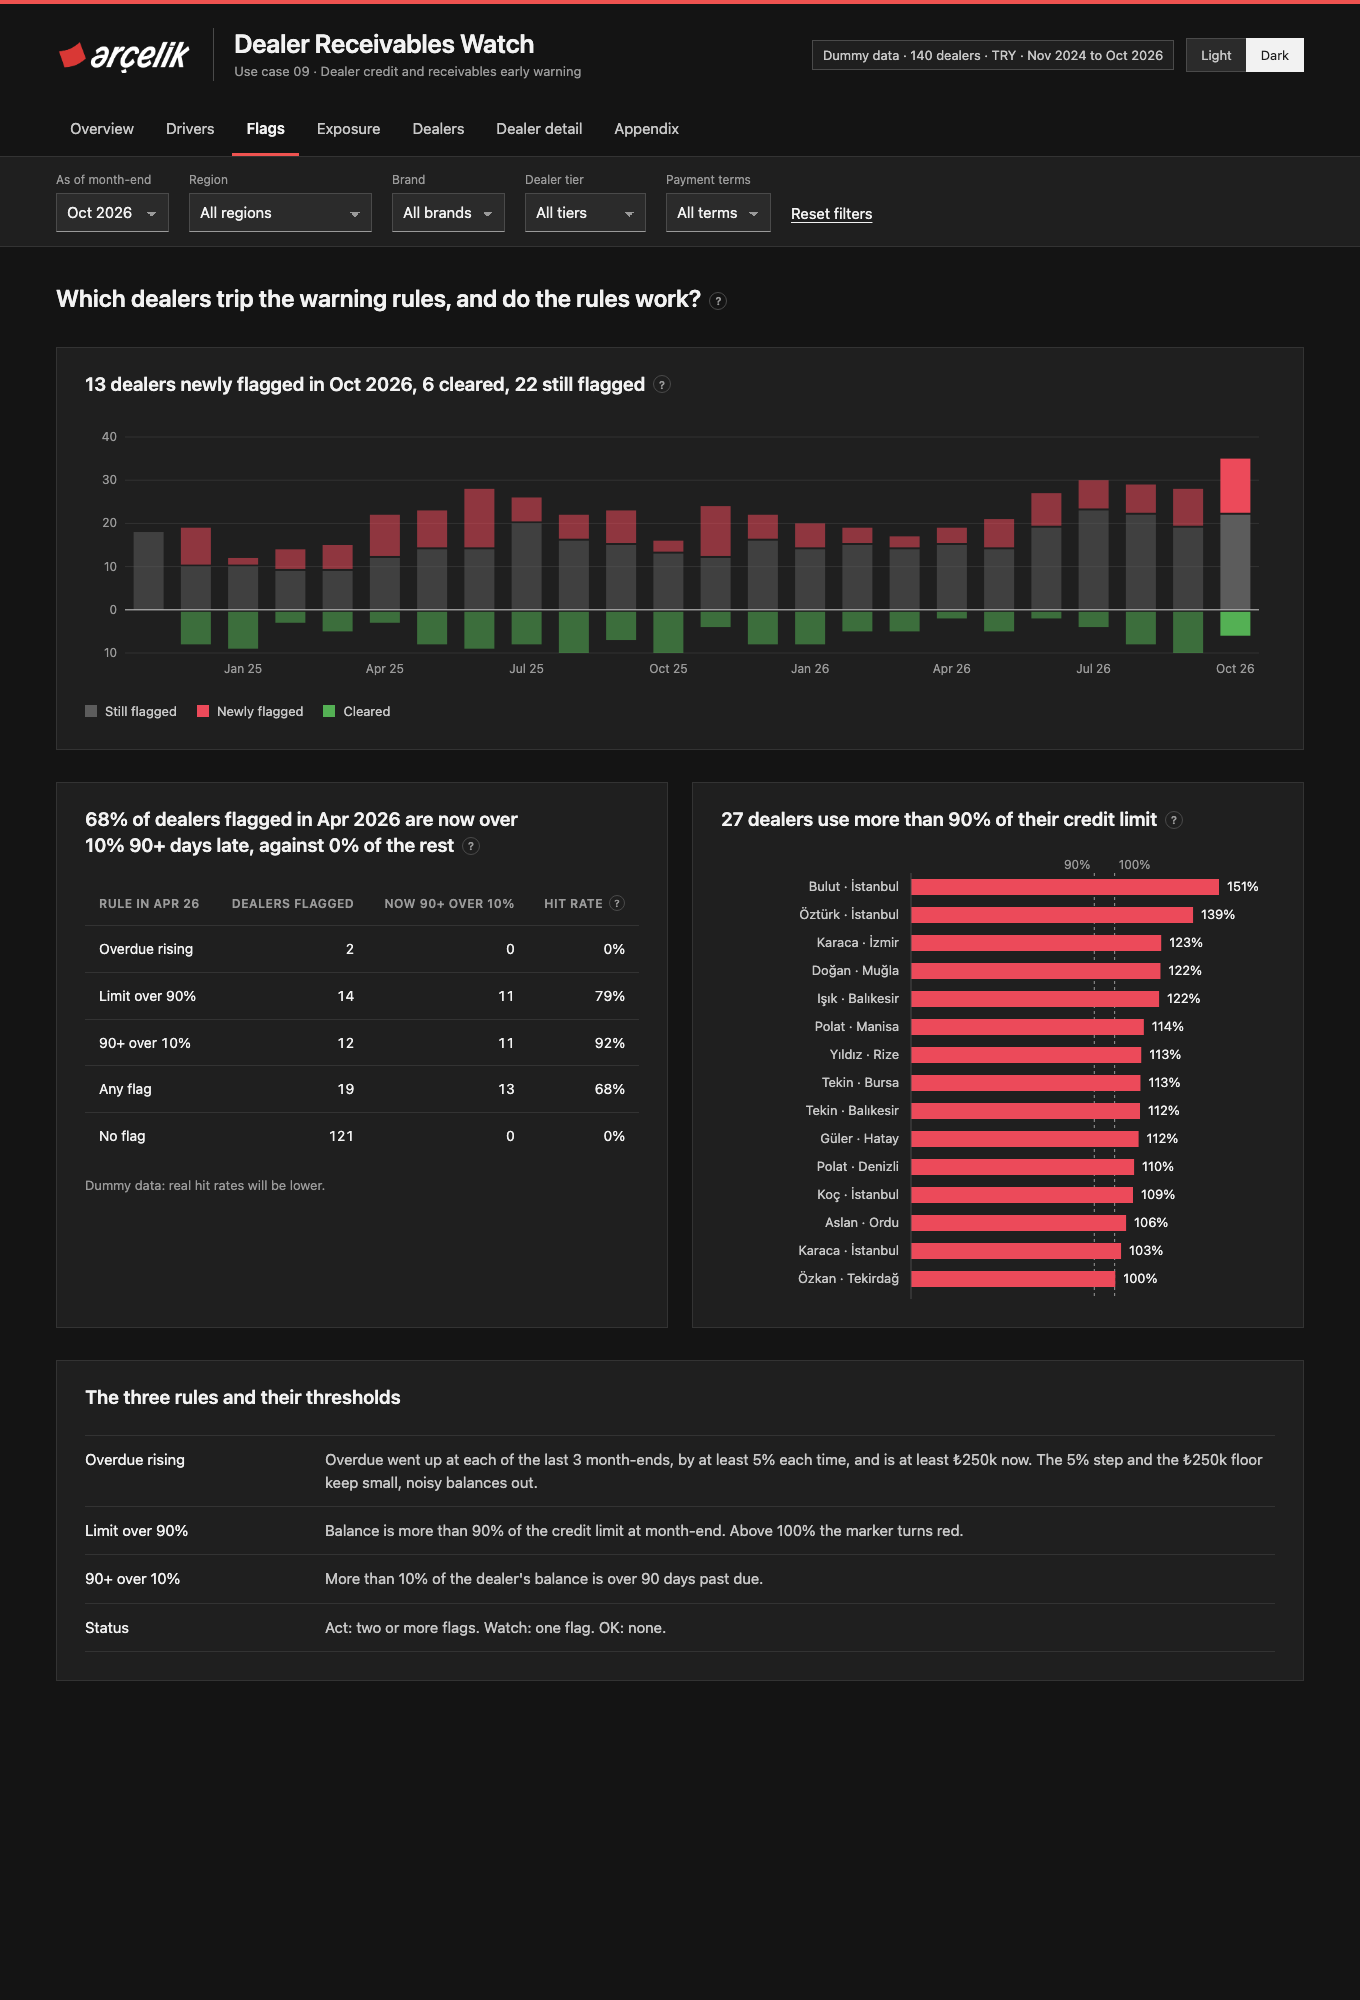 arçelik
Dealer Receivables Watch
Use case 09 · Dealer credit and receivables early warning
Dummy data · 140 dealers · TRY · Nov 2024 to Oct 2026
Light
Dark
Overview
Drivers
Flags
Exposure
Dealers
Dealer detail
Appendix
As of month-end
Region
Brand
Dealer tier
Payment terms
Oct 2026
All regions
All brands
All tiers
All terms
Reset filters
Which dealers trip the warning rules, and do the rules work? ?
13 dealers newly flagged in Oct 2026, 6 cleared, 22 still flagged ?
40
30
20
10
0
10
Jan 25
Apr 25
Jul 25
Oct 25
Jan 26
Apr 26
Jul 26
Oct 26
Still flagged
Newly flagged
Cleared
68% of dealers flagged in Apr 2026 are now over
10% 90+ days late, against 0% of the rest ?
RULE IN APR 26 DEALERS FLAGGED NOW 90+ OVER 10% HIT RATE ?
Overdue rising 2 0 0%
Limit over 90% 14 11 79%
90+ over 10% 12 11 92%
Any flag 19 13 68%
No flag 121 0 0%
Dummy data: real hit rates will be lower.
27 dealers use more than 90% of their credit limit ?
90% 100%
Bulut · İstanbul 151%
Öztürk · İstanbul 139%
Karaca · İzmir 123%
Doğan · Muğla 122%
Işık · Balıkesir 122%
Polat · Manisa 114%
Yıldız · Rize 113%
Tekin · Bursa 113%
Tekin · Balıkesir 112%
Güler · Hatay 112%
Polat · Denizli 110%
Koç · İstanbul 109%
Aslan · Ordu 106%
Karaca · İstanbul 103%
Özkan · Tekirdağ 100%
The three rules and their thresholds
Overdue rising
Overdue went up at each of the last 3 month-ends, by at least 5% each time, and is at least ₺250k now. The 5% step and the ₺250k floor
keep small, noisy balances out.
Limit over 90%
Balance is more than 90% of the credit limit at month-end. Above 100% the marker turns red.
90+ over 10%
More than 10% of the dealer's balance is over 90 days past due.
Status
Act: two or more flags. Watch: one flag. OK: none.